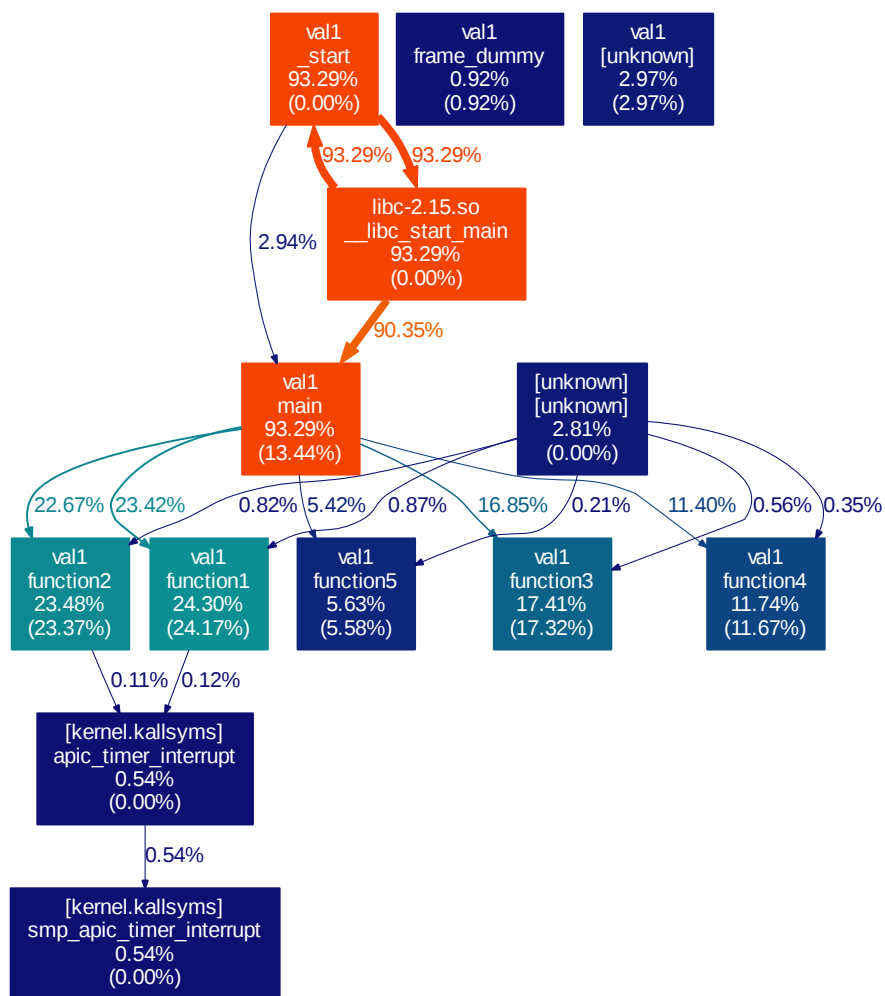 val1
_start
93.29%
(0.00%)
val1
frame_dummy
0.92%
(0.92%)
val1
[unknown]
2.97%
(2.97%)
93.29%
93.29%
libc-2.15.so
__libc_start_main
93.29%
(0.00%)
2.94%
90.35%
val1
main
93.29%
(13.44%)
[unknown]
[unknown]
2.81%
(0.00%)
22.67%
23.42%
0.82%
5.42%
0.87%
16.85%
0.21%
11.40%
0.56%
0.35%
val1
function2
23.48%
(23.37%)
val1
function1
24.30%
(24.17%)
val1
function5
5.63%
(5.58%)
val1
function3
17.41%
(17.32%)
val1
function4
11.74%
(11.67%)
0.11%
0.12%
[kernel.kallsyms]
apic_timer_interrupt
0.54%
(0.00%)
0.54%
[kernel.kallsyms]
smp_apic_timer_interrupt
0.54%
(0.00%)